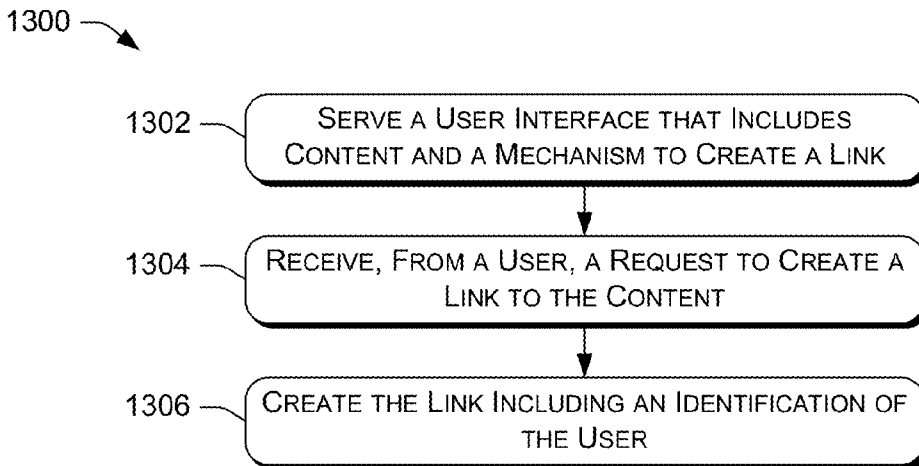 1300
1302
SERVE A USER INTERFACE THAT INCLUDES
CONTENT AND A MECHANISM TO CREATE A LINK
1304
RECEIVE, FROM A USER, A REQUEST TO CREATE A
LINK TO THE CONTENT
1306
CREATE THE LINK INCLUDING AN IDENTIFICATION OF
THE USER